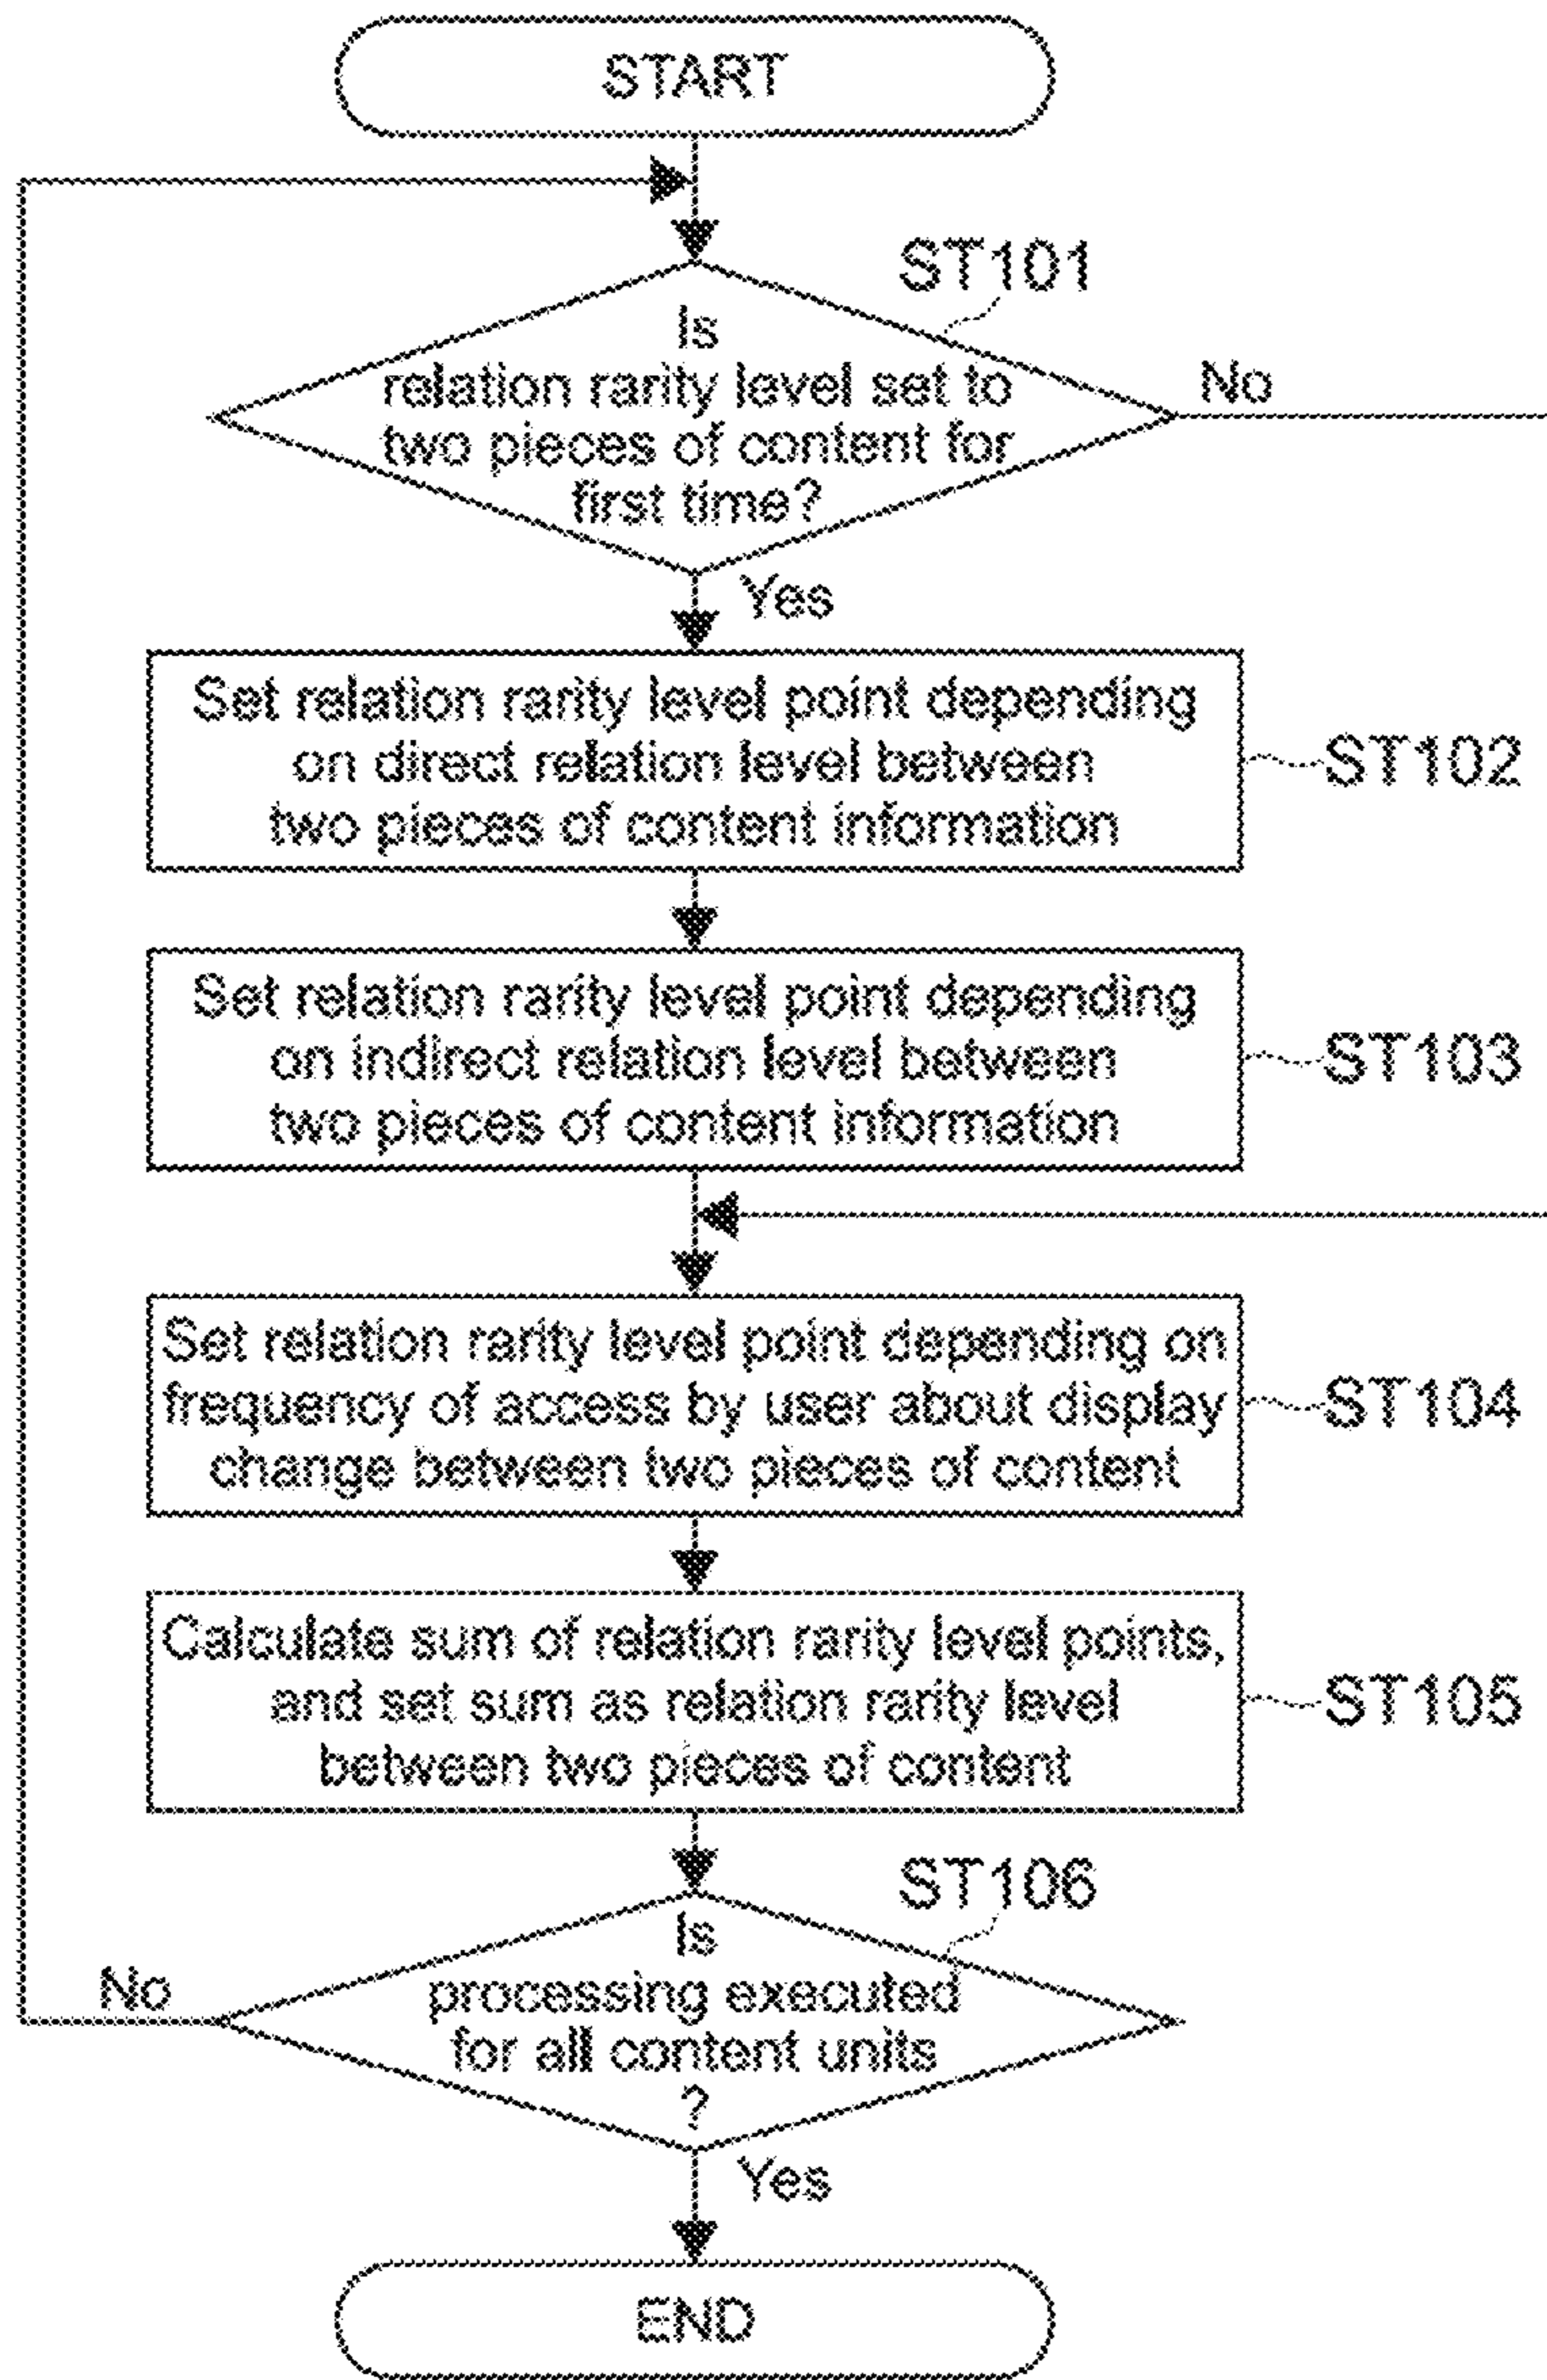 START
ST101
Is
relation rarity level set to
two pieces of content for
first time?
No
Yes
Set relation rarity level point depending
on direct relation level between
two pieces of content information
ST102
Set relation rarity level point depending
on indirect relation level between
two pieces of content information
ST103
Set relation rarity level point depending on
frequency of access by user about display
change between two pieces of content
ST104
Calculate sum of relation rarity level points,
and set sum as relation rarity level
between two pieces of content
ST105
ST106
Is
processing executed
for all content units
?
No
Yes
END